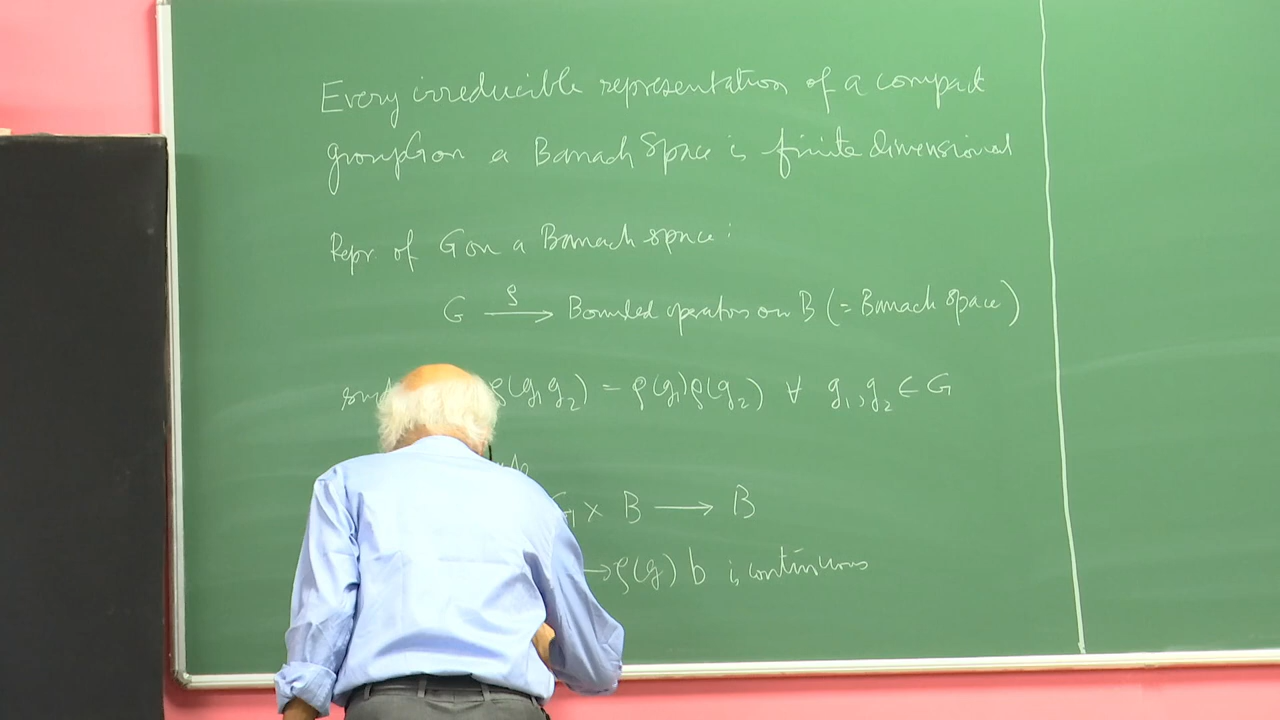 Every irreducible representation of a compact
group G on a Banach Space is finite dimensional
Repr. of G on a Banach space :
G ρ→ Bounded operators on B (= Banach space)
ρ(g₁g₂) = ρ(g₁)ρ(g₂) ∀ g₁, g₂ ∈ G
G × B → B
→ ρ(g) b is continuous